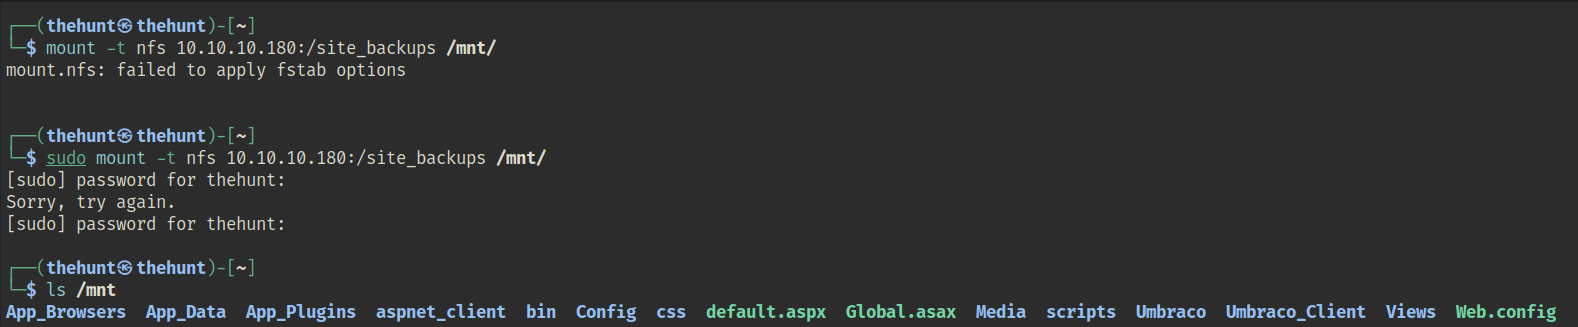 ┌──(thehunt㉿thehunt)-[~]
└─$ mount -t nfs 10.10.10.180:/site_backups /mnt/
mount.nfs: failed to apply fstab options
┌──(thehunt㉿thehunt)-[~]
└─$ sudo mount -t nfs 10.10.10.180:/site_backups /mnt/
[sudo] password for thehunt:
Sorry, try again.
[sudo] password for thehunt:
┌──(thehunt㉿thehunt)-[~]
└─$ ls /mnt
App_Browsers  App_Data  App_Plugins  aspnet_client  bin  Config  css  default.aspx  Global.asax  Media  scripts  Umbraco  Umbraco_Client  Views  Web.config